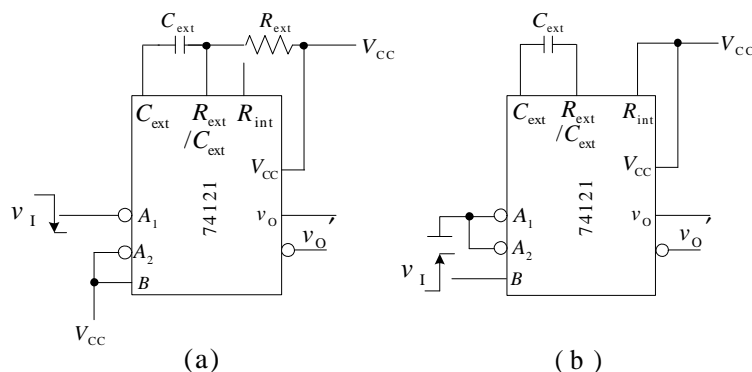 C_ext R_ext V_CC
C_ext R_ext /C_ext R_int
V_CC
74121
v_I A_1 v_O
A_2 v_O'
B
V_CC
(a)
C_ext V_CC
C_ext R_ext /C_ext R_int
V_CC
74121
A_1 v_O
A_2 v_O'
v_I B
(b)